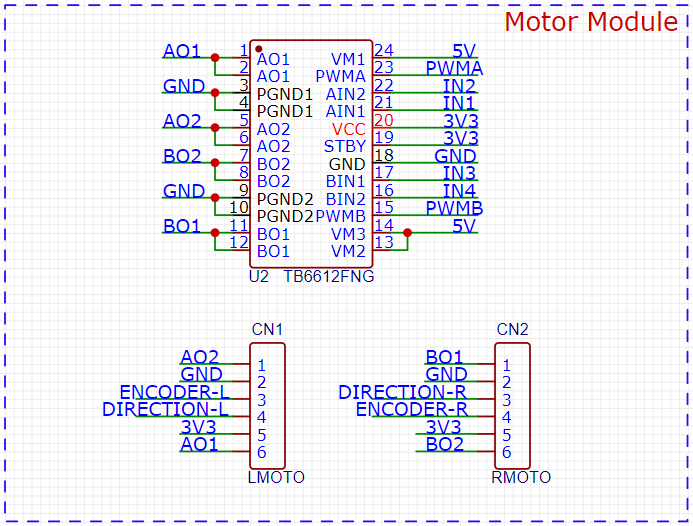 Motor Module
AO1 1 AO1 VM1 24 5V
2 AO1 PWMA 23 PWMA
GND 3 PGND1 AIN2 22 IN2
4 PGND1 AIN1 21 IN1
AO2 5 AO2 VCC 20 3V3
6 AO2 STBY 19 3V3
BO2 7 BO2 GND 18 GND
8 BO2 BIN1 17 IN3
GND 9 PGND2 BIN2 16 IN4
10 PGND2 PWMB 15 PWMB
BO1 11 BO1 VM3 14 5V
12 BO1 VM2 13
U2 TB6612FNG
CN1
AO2 1
GND 2
ENCODER-L 3
DIRECTION-L 4
3V3 5
AO1 6
LMOTO
CN2
BO1 1
GND 2
DIRECTION-R 3
ENCODER-R 4
3V3 5
BO2 6
RMOTO